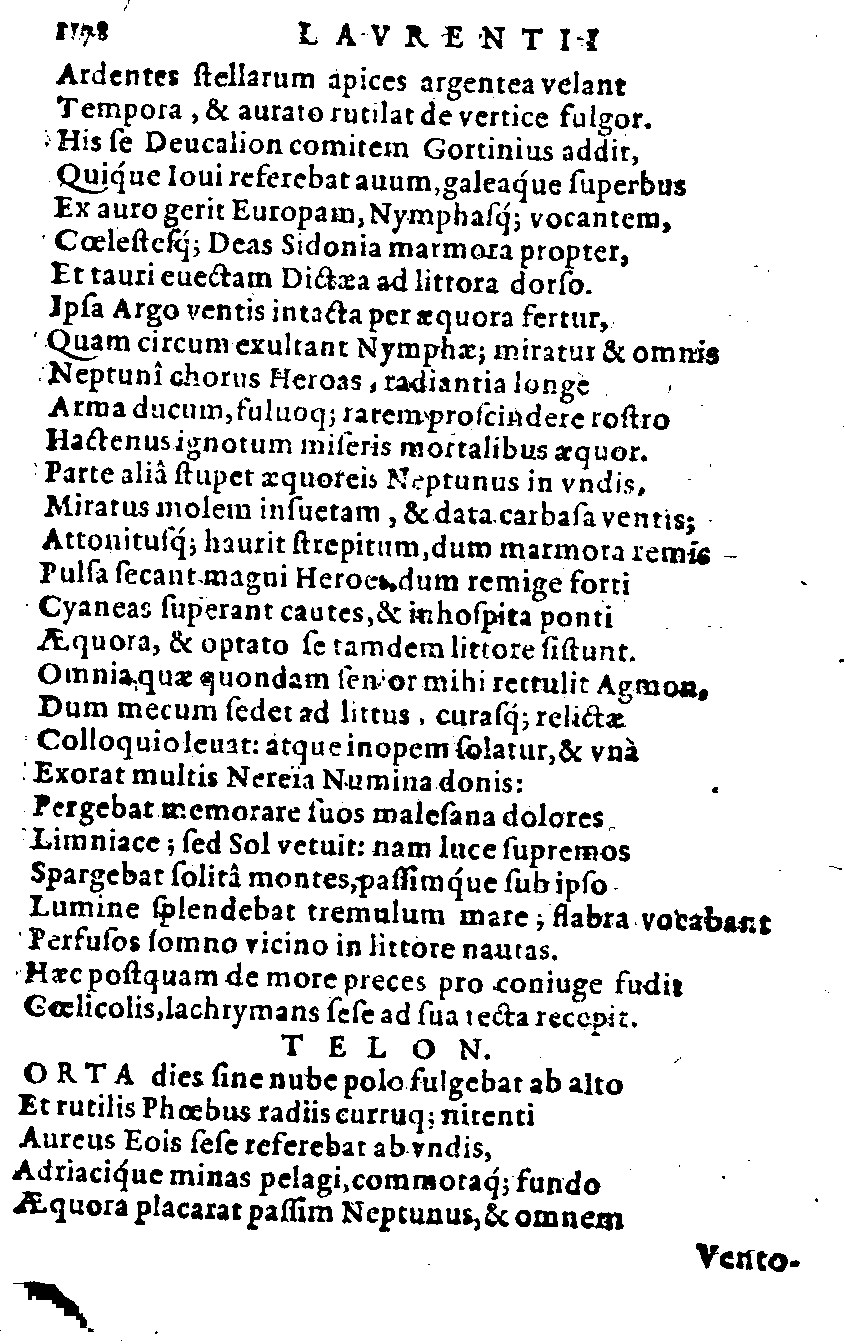 1178 LAVRENTII
Ardentes ſtellarum apices argentea velant
Tempora, & aurato rutilat de vertice fulgor.
His ſe Deucalion comitem Gortinius addit,
Quique Ioui referebat auum, galeáque ſuperbus
Ex auro gerit Europam, Nymphaſq́; vocantem,
Cœleſteſq́; Deas Sidonia marmora propter,
Et tauri euectam Dictæa ad littora dorſo.
Ipſa Argo ventis intacta per æquora fertur,
Quam circum exultant Nymphæ; miratur & omnis
Neptunî chorus Heroas, radiantia longè
Arma ducum, fuluoq; ratem proſcindere roſtro
Hactenus ignotum miſeris mortalibus æquor.
Parte aliâ ſtupet æquoreis Neptunus in vndis,
Miratus molem inſuetam, & data carbaſa ventis;
Attonituſq́; haurit ſtrepitum, dum marmora remis
Pulſa ſecant magni Heroes, dum remige forti
Cyaneas ſuperant cautes, & inhoſpita ponti
Æquora, & optato ſe tamdem littore ſiſtunt.
Omnia, quæ quondam ſenior mihi rettulit Agmon,
Dum mecum ſedet ad littus, curaſq́; relictæ
Colloquio leuat: atque inopem ſolatur, & vnà
Exorat multis Nereïa Numina donis:
Pergebat memorare ſuos maleſana dolores
Limniace; ſed Sol vetuit: nam luce ſupremos
Spargebat ſolitâ montes, paſſimq́ue ſub ipſo
Lumine ſplendebat tremulum mare; flabra vocabant
Perfuſos ſomno vicino in littore nautas.
Hæc poſtquam de more preces pro coniuge fudit
Cœlicolis, lachrymans ſeſe ad ſua tecta recepit.
TELON.
ORTA dies ſine nube polo fulgebat ab alto
Et rutilis Phœbus radiis curruq; nitenti
Aureus Eois ſeſe referebat ab vndis,
Adriaciq́ue minas pelagi, commotaq́; fundo
Æquora placarat paſſim Neptunus, & omnem
Vento-